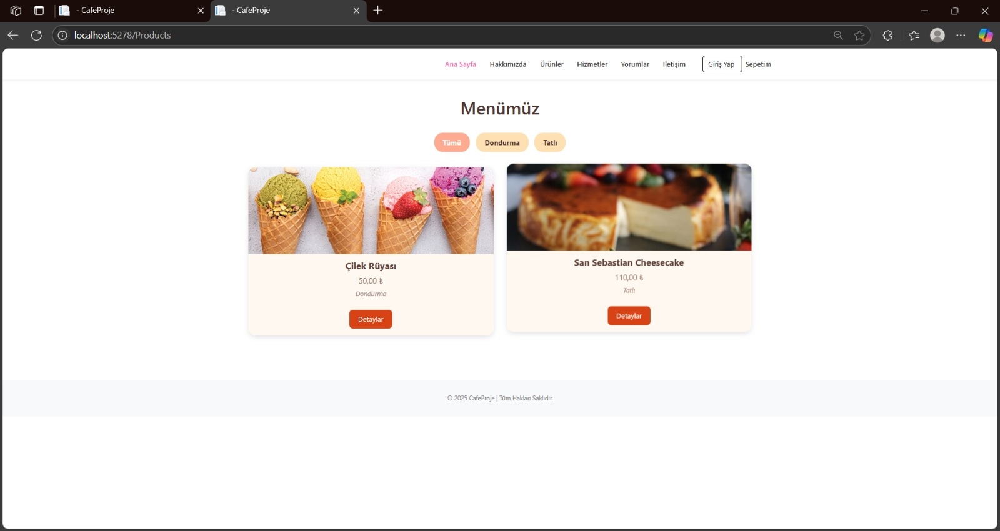 - CafeProje
- CafeProje
localhost:5278/Products
Ana Sayfa Hakkımızda Ürünler Hizmetler Yorumlar İletişim Giriş Yap Sepetim
Menümüz
Tümü Dondurma Tatlı
Çilek Rüyası
50,00 ₺
Dondurma
Detaylar
San Sebastian Cheesecake
110,00 ₺
Tatlı
Detaylar
© 2025 CafeProje | Tüm Hakları Saklıdır.